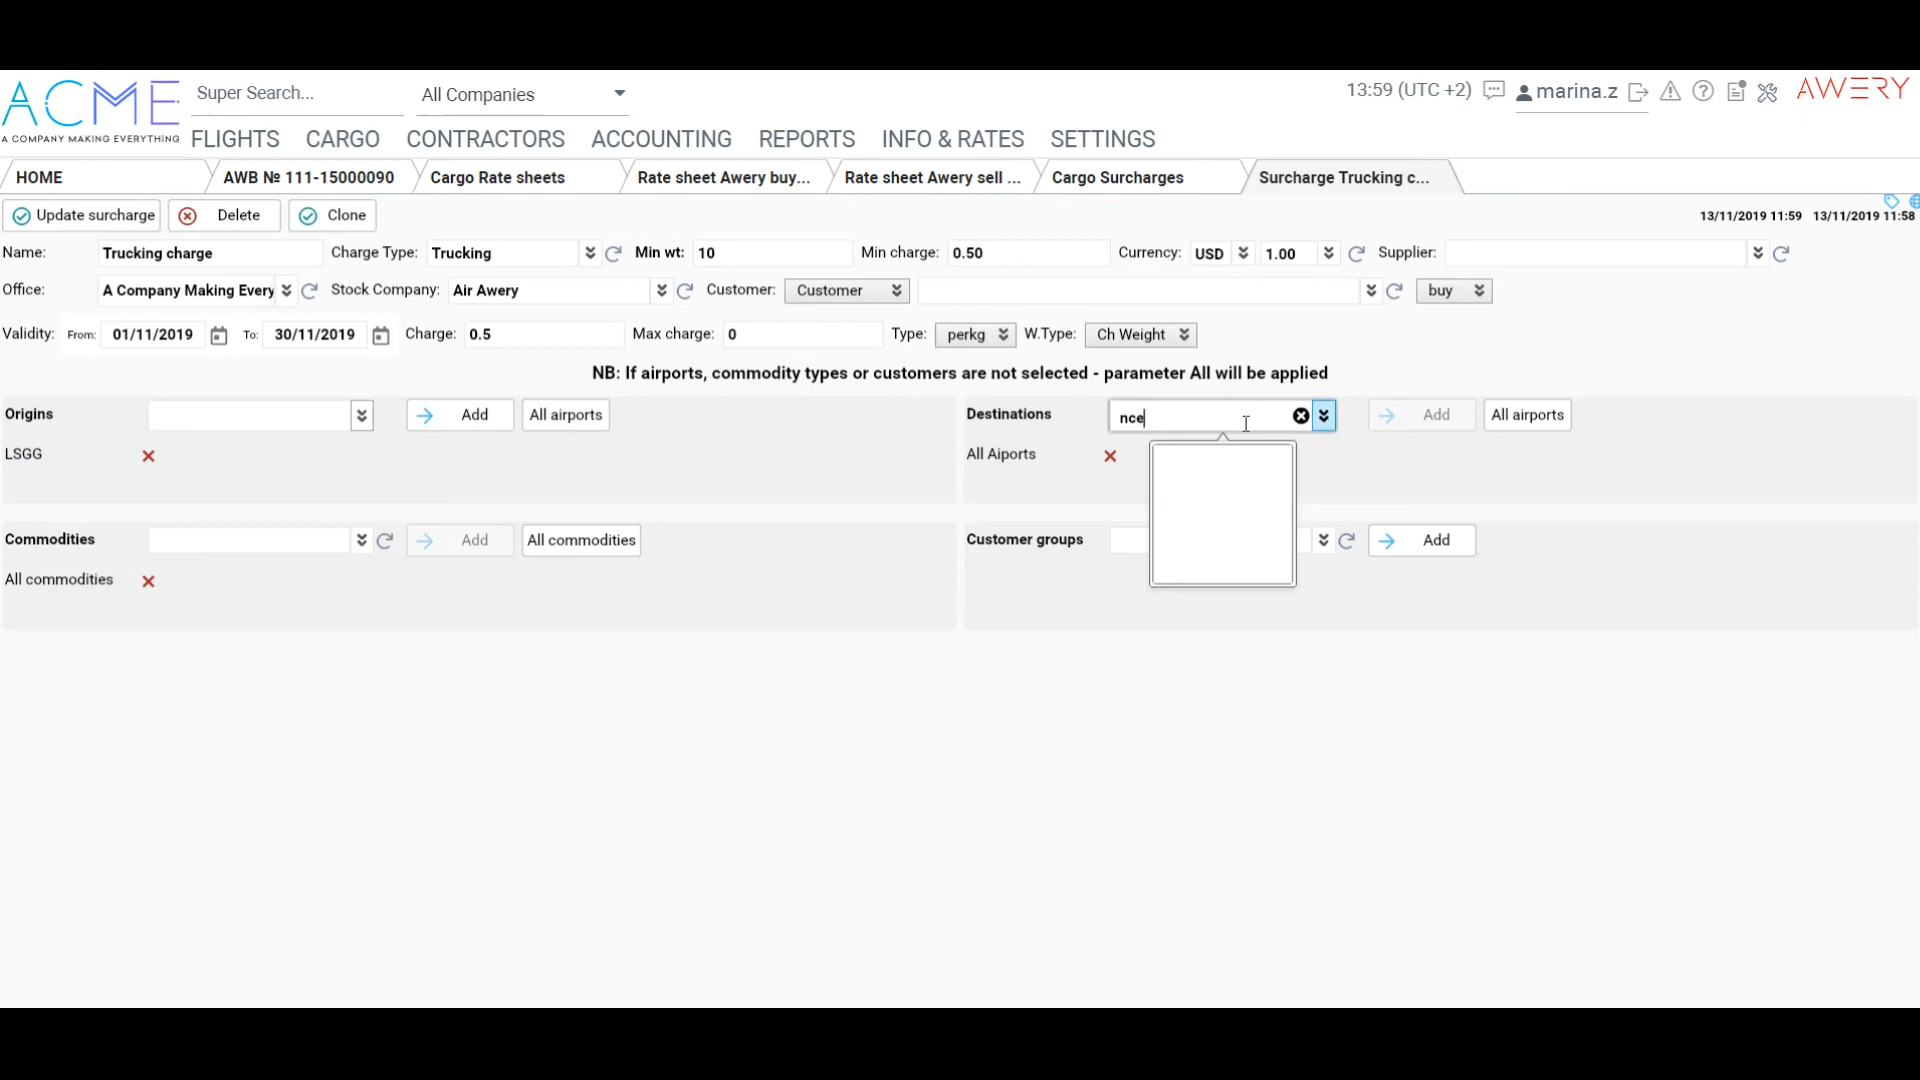 ACME
A COMPANY MAKING EVERYTHING
Super Search...
All Companies
13:59 (UTC +2)
marina.z
AWERY
FLIGHTS CARGO CONTRACTORS ACCOUNTING REPORTS INFO & RATES SETTINGS
HOME AWB № 111-15000090 Cargo Rate sheets Rate sheet Awery buy... Rate sheet Awery sell ... Cargo Surcharges Surcharge Trucking c...
Update surcharge Delete Clone 13/11/2019 11:59 13/11/2019 11:58
Name: Trucking charge Charge Type: Trucking Min wt: 10 Min charge: 0.50 Currency: USD 1.00 Supplier:
Office: A Company Making Every Stock Company: Air Awery Customer: Customer buy
Validity: From: 01/11/2019 To: 30/11/2019 Charge: 0.5 Max charge: 0 Type: perkg W.Type: Ch Weight
NB: If airports, commodity types or customers are not selected - parameter All will be applied
Origins Add All airports Destinations nce Add All airports
LSGG All Aiports
Commodities Add All commodities Customer groups Add
All commodities